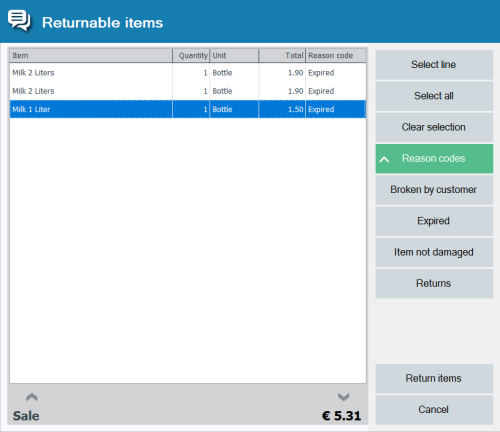 Returnable items
Item Quantity Unit Total Reason code
Milk 2 Liters 1 Bottle 1.90 Expired
Milk 2 Liters 1 Bottle 1.90 Expired
Milk 1 Liter 1 Bottle 1.50 Expired
Sale € 5.31
Select line
Select all
Clear selection
Reason codes
Broken by customer
Expired
Item not damaged
Returns
Return items
Cancel